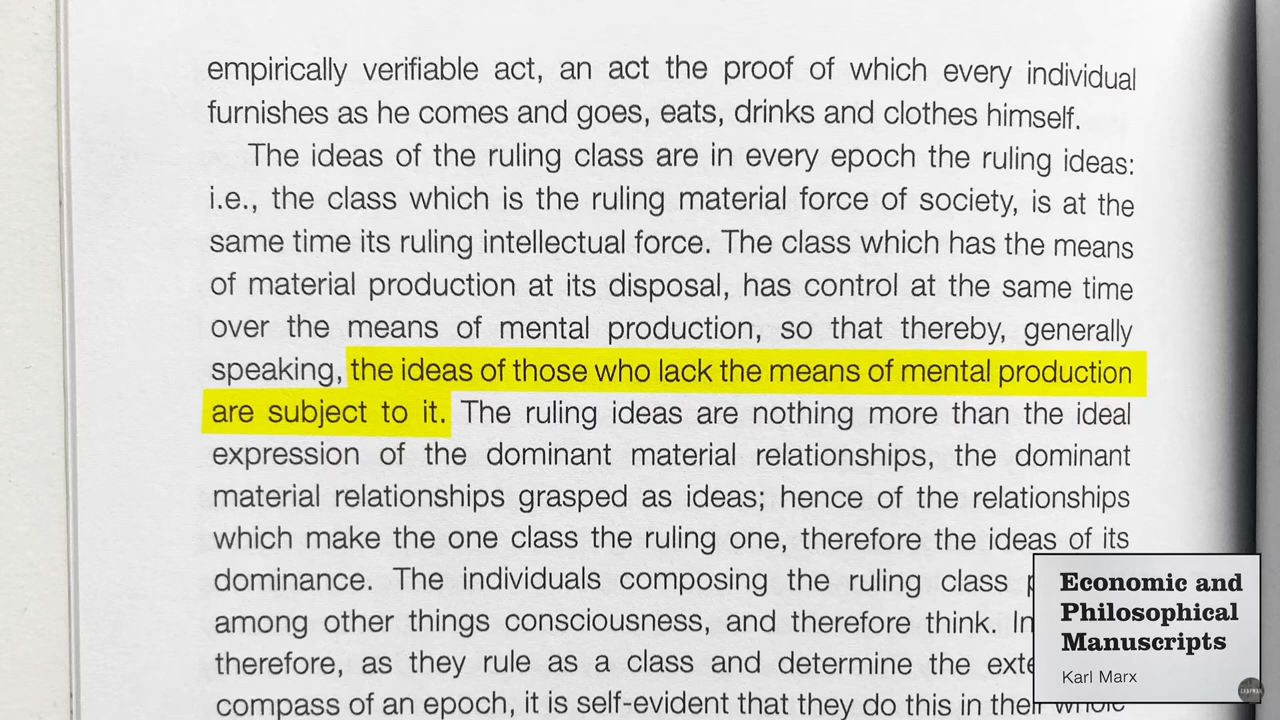 empirically verifiable act, an act the proof of which every individual
furnishes as he comes and goes, eats, drinks and clothes himself.
The ideas of the ruling class are in every epoch the ruling ideas:
i.e., the class which is the ruling material force of society, is at the
same time its ruling intellectual force. The class which has the means
of material production at its disposal, has control at the same time
over the means of mental production, so that thereby, generally
speaking, the ideas of those who lack the means of mental production
are subject to it. The ruling ideas are nothing more than the ideal
expression of the dominant material relationships, the dominant
material relationships grasped as ideas; hence of the relationships
which make the one class the ruling one, therefore the ideas of its
dominance. The individuals composing the ruling class
among other things consciousness, and therefore think. In
therefore, as they rule as a class and determine the
compass of an epoch, it is self-evident that they do this in their whole
Economic and
Philosophical
Manuscripts
Karl Marx
CHAPMAN